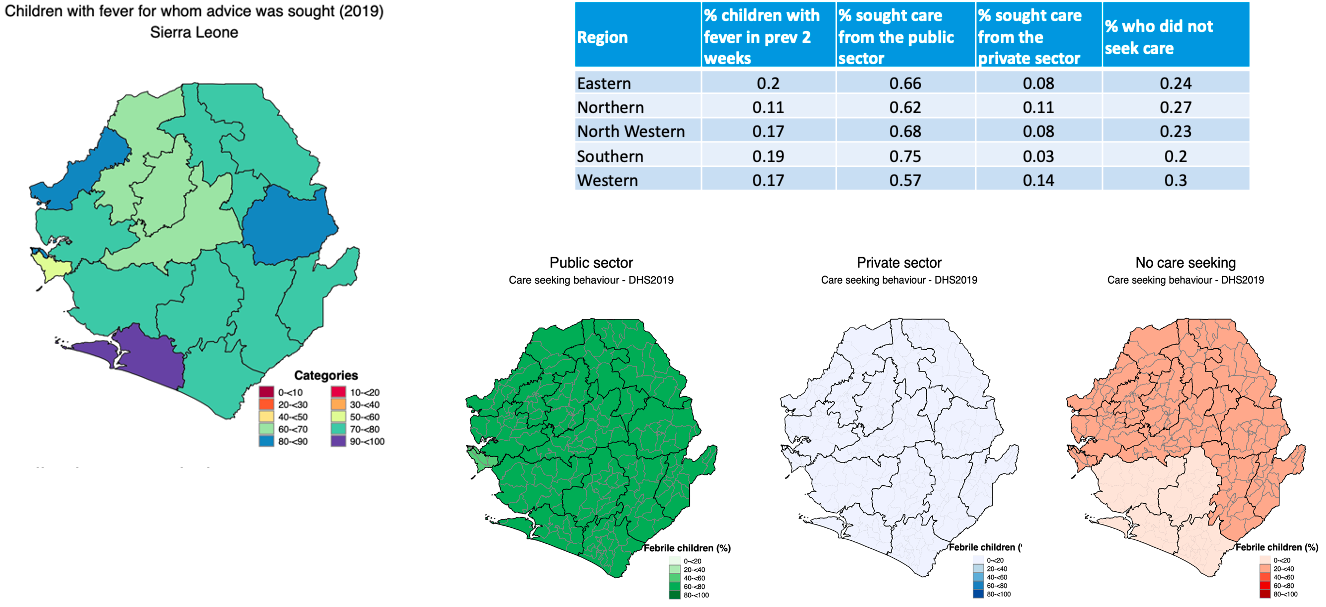 Children with fever for whom advice was sought (2019)
Sierra Leone
Categories
0-<10 10-<20
20-<30 30-<40
40-<50 50-<60
60-<70 70-<80
80-<90 90-<100
Region % children with fever in prev 2 weeks % sought care from the public sector % sought care from the private sector % who did not seek care
Eastern 0.2 0.66 0.08 0.24
Northern 0.11 0.62 0.11 0.27
North Western 0.17 0.68 0.08 0.23
Southern 0.19 0.75 0.03 0.2
Western 0.17 0.57 0.14 0.3
Public sector
Care seeking behaviour - DHS2019
Febrile children (%)
0-<20
20-<40
40-<60
60-<80
80-<100
Private sector
Care seeking behaviour - DHS2019
Febrile children (
0-<20
20-<40
40-<60
60-<80
80-<100
No care seeking
Care seeking behaviour - DHS2019
Febrile children (%)
0-<20
20-<40
40-<60
60-<80
80-<100